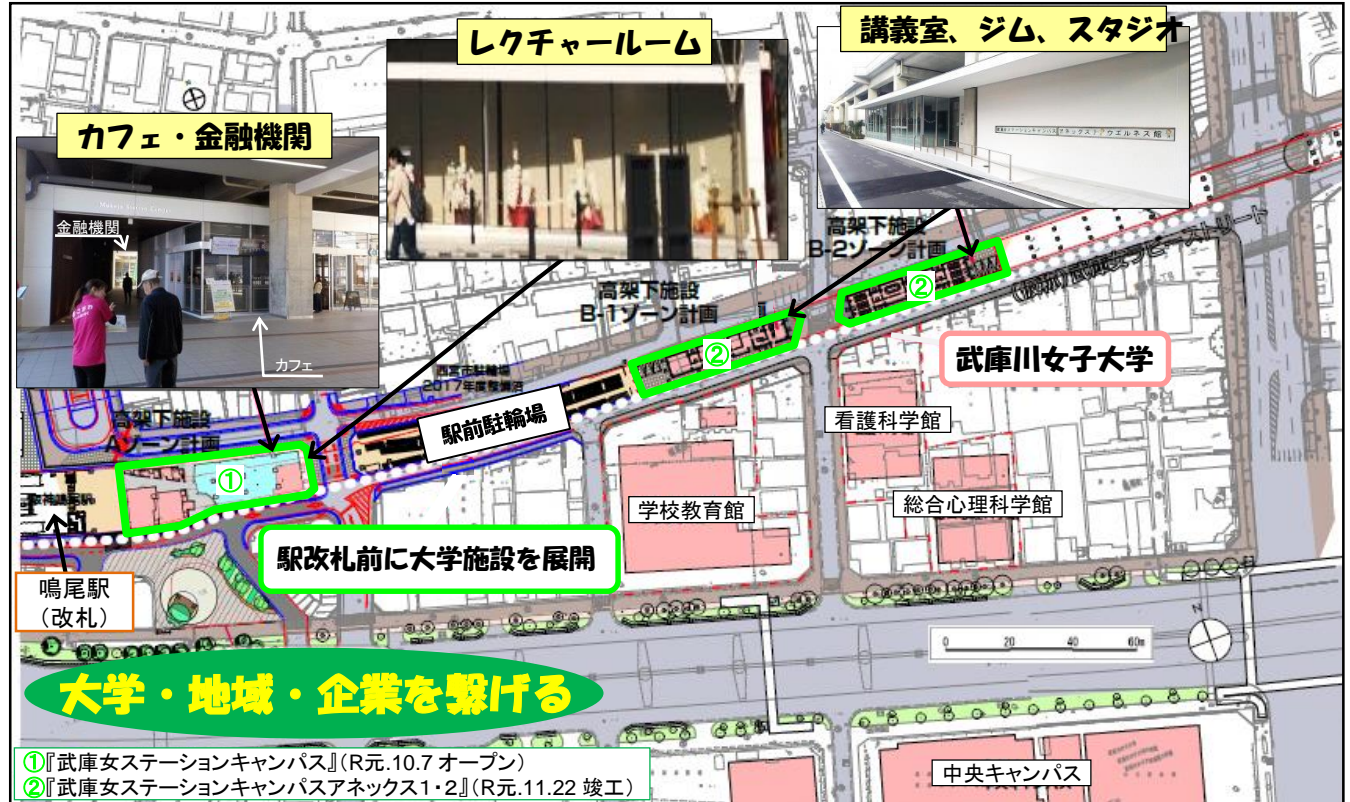 レクチャールーム
講義室、ジム、スタジオ
カフェ・金融機関
金融機関
カフェ
高架下施設
B-2ゾーン計画
②
高架下施設
B-1ゾーン計画
②
武庫川女子大学
西宮市駐輪場
2017年度整備済
駅前駐輪場
看護科学館
高架下施設
Aゾーン計画
①
学校教育館
総合心理科学館
駅改札前に大学施設を展開
鳴尾駅
（改札）
0 20 40 60m
N
大学・地域・企業を繋げる
①『武庫女ステーションキャンパス』(R元.10.7 オープン)
②『武庫女ステーションキャンパスアネックス1・2』(R元.11.22 竣工)
中央キャンパス